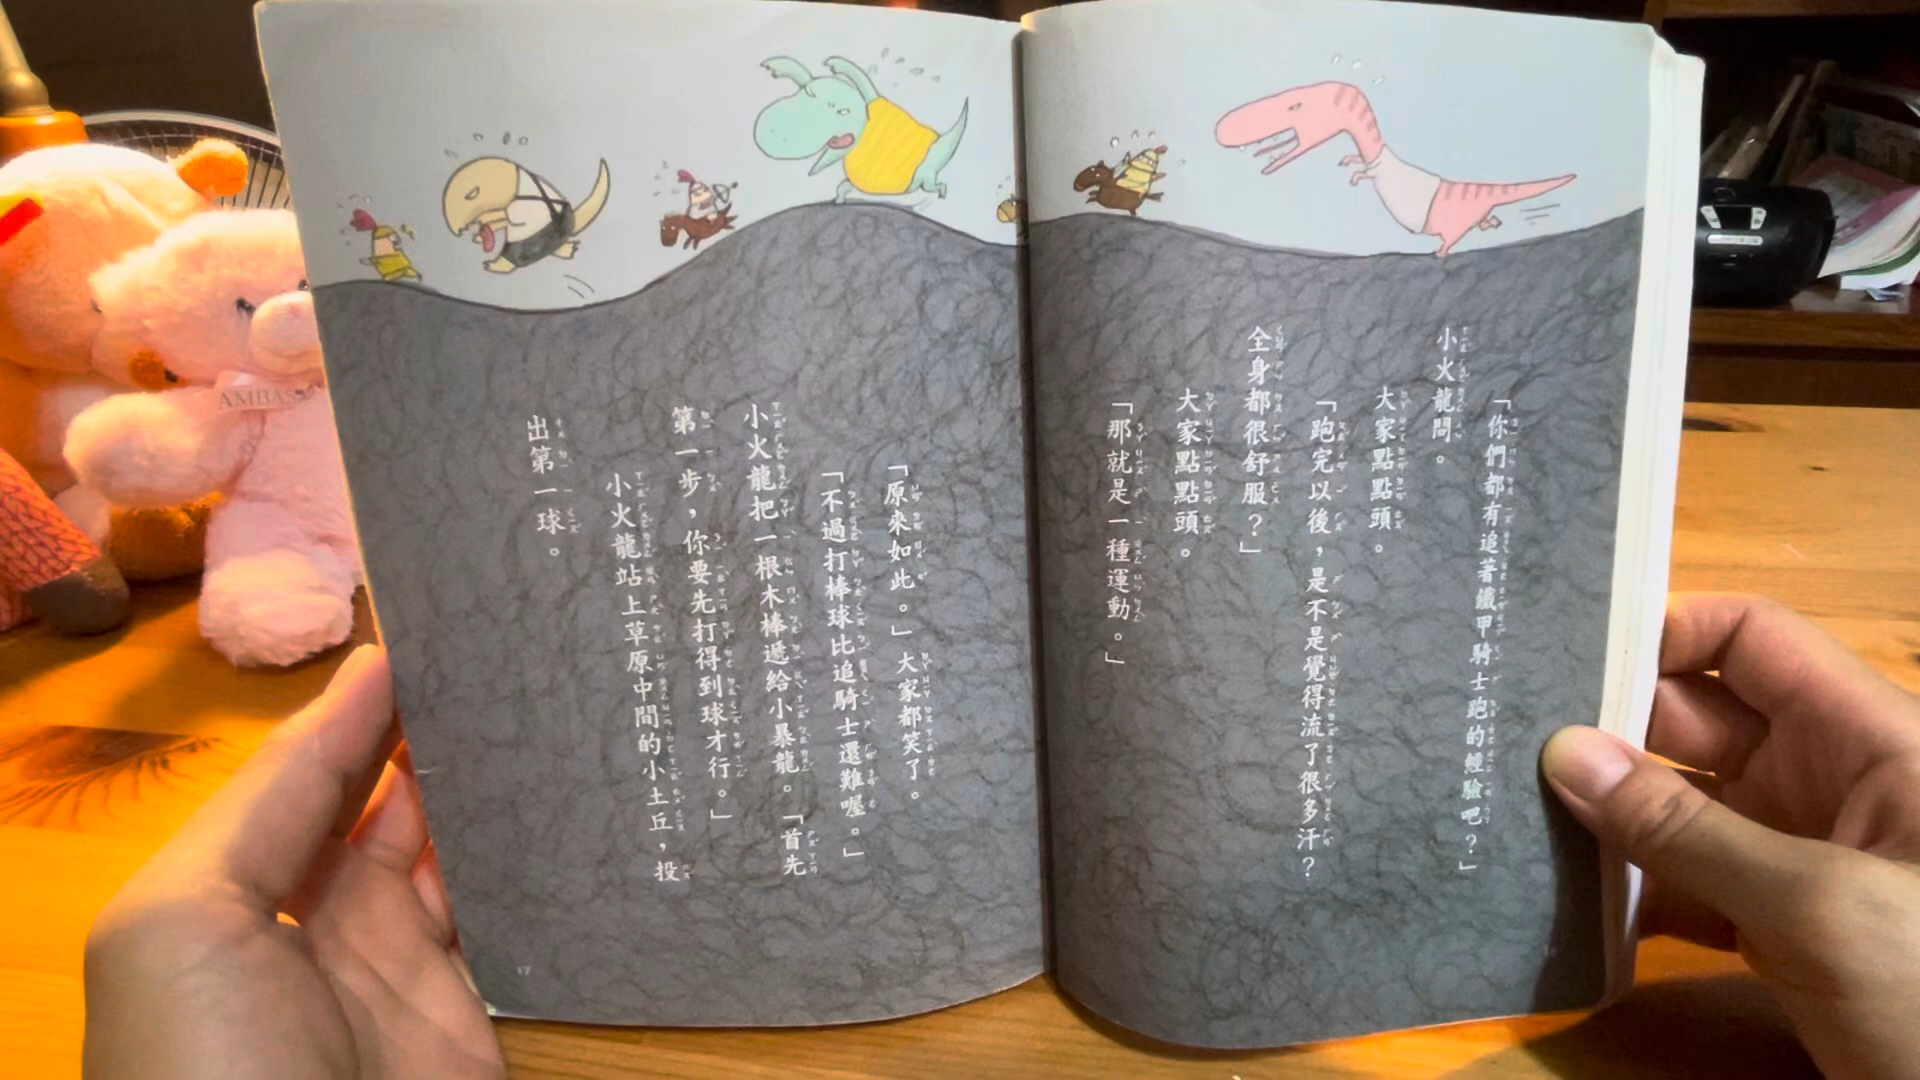 「你們都有追著鐵甲騎士跑的經驗吧？」
小火龍問。
大家點點頭。
「跑完以後，是不是覺得流了很多汗？
全身都很舒服？」
大家點點頭。
「那就是一種運動。」
「原來如此。」大家都笑了。
「不過打棒球比追騎士還難喔。」
小火龍把一根木棒遞給小暴龍。「首先
第一步，你要先打得到球才行。」
小火龍站上草原中間的小土丘，投
出第一球。
17